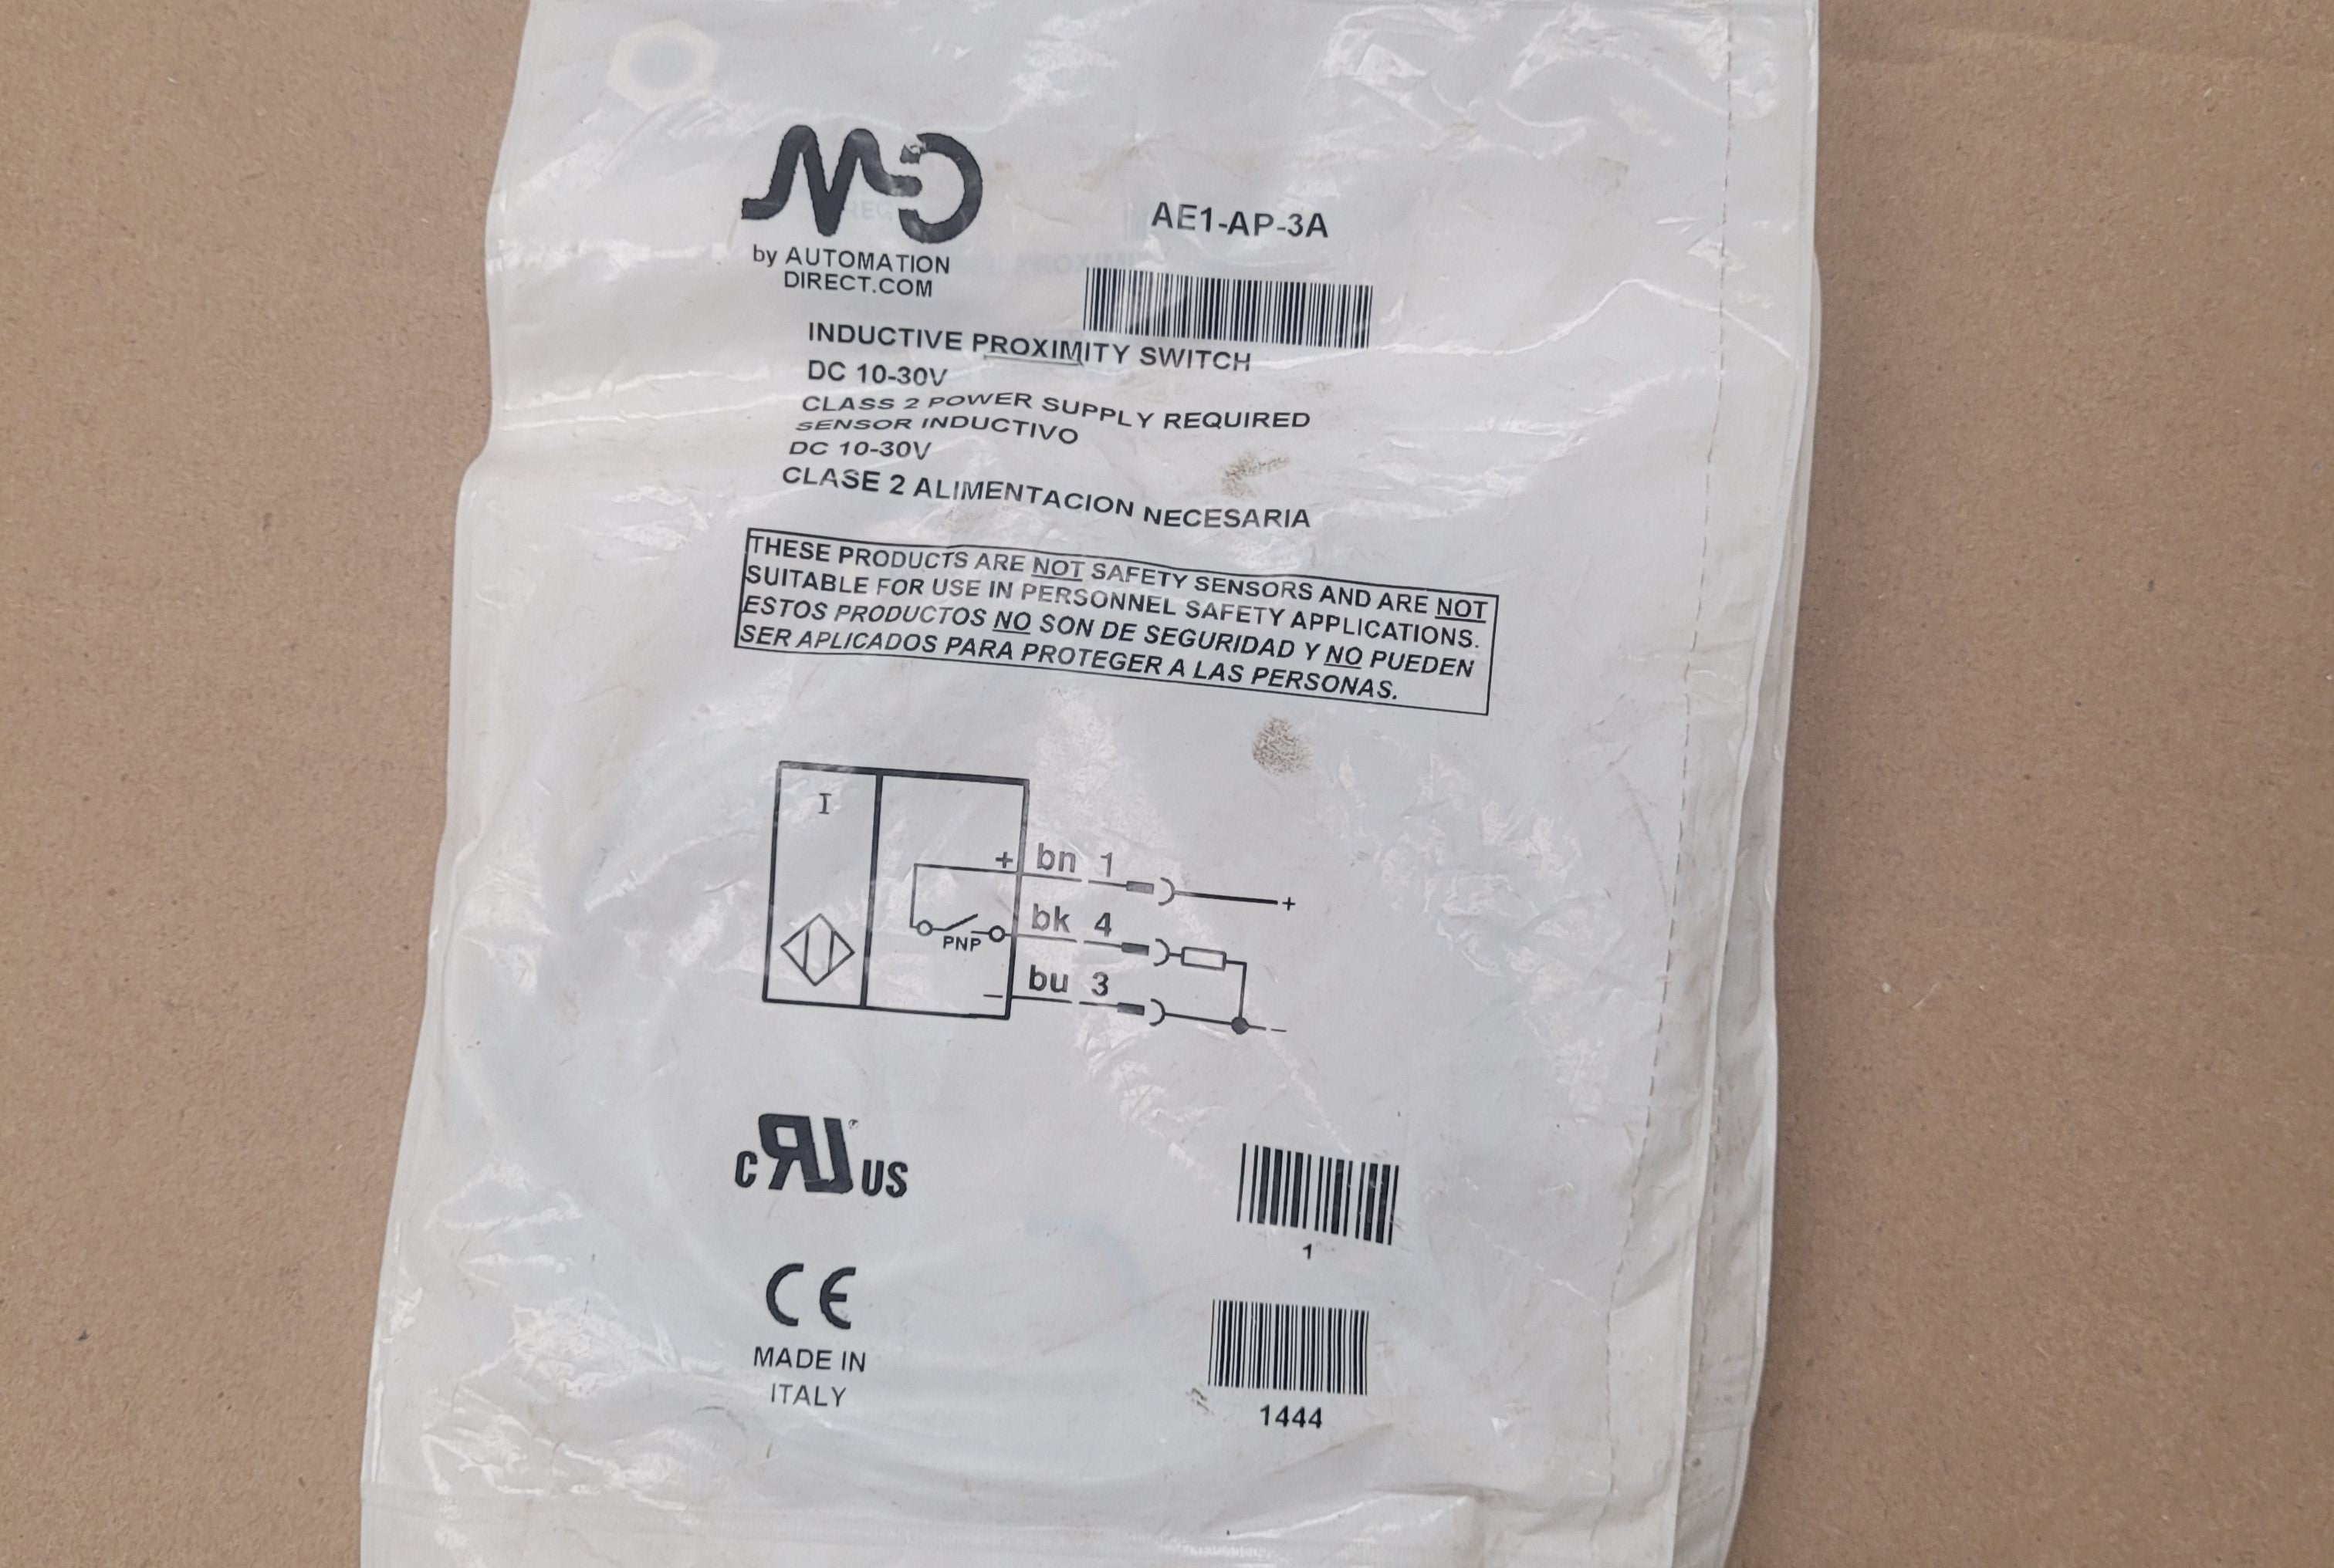 MD
by AUTOMATION
DIRECT.COM
AE1-AP-3A
INDUCTIVE PROXIMITY SWITCH
DC 10-30V
CLASS 2 POWER SUPPLY REQUIRED
SENSOR INDUCTIVO
DC 10-30V
CLASE 2 ALIMENTACION NECESARIA
THESE PRODUCTS ARE NOT SAFETY SENSORS AND ARE NOT
SUITABLE FOR USE IN PERSONNEL SAFETY APPLICATIONS.
ESTOS PRODUCTOS NO SON DE SEGURIDAD Y NO PUEDEN
SER APLICADOS PARA PROTEGER A LAS PERSONAS.
I
+ bn 1 +
PNP bk 4
− bu 3 −
c RU US
CE
MADE IN
ITALY
1
1444